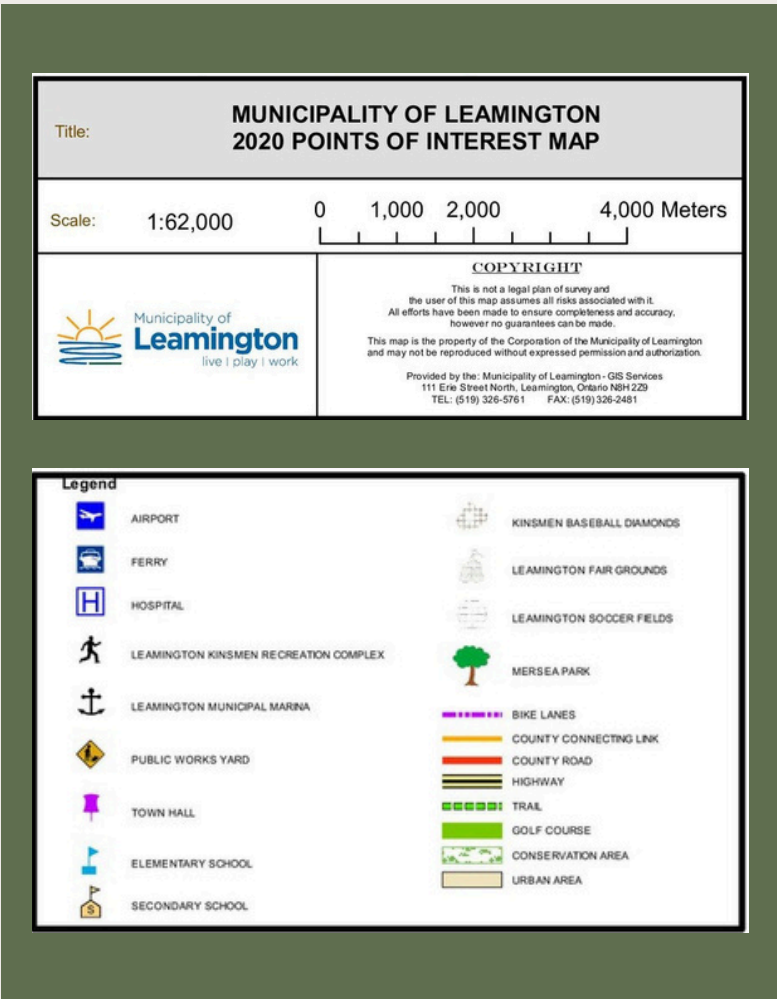 Title:
MUNICIPALITY OF LEAMINGTON
2020 POINTS OF INTEREST MAP
Scale:
1:62,000
0 1,000 2,000 4,000 Meters
Municipality of
Leamington
live | play | work
COPYRIGHT
This is not a legal plan of survey and
the user of this map assumes all risks associated with it.
All efforts have been made to ensure completeness and accuracy,
however no guarantees can be made.
This map is the property of the Corporation of the Municipality of Leamington
and may not be reproduced without expressed permission and authorization.
Provided by the: Municipality of Leamington - GIS Services
111 Erie Street North, Leamington, Ontario N8H 2Z9
TEL: (519) 326-5761 FAX: (519) 326-2481
Legend
AIRPORT
FERRY
H
HOSPITAL
LEAMINGTON KINSMEN RECREATION COMPLEX
LEAMINGTON MUNICIPAL MARINA
PUBLIC WORKS YARD
TOWN HALL
ELEMENTARY SCHOOL
S
SECONDARY SCHOOL
KINSMEN BASEBALL DIAMONDS
LEAMINGTON FAIR GROUNDS
LEAMINGTON SOCCER FIELDS
MERSEA PARK
BIKE LANES
COUNTY CONNECTING LINK
COUNTY ROAD
HIGHWAY
TRAIL
GOLF COURSE
CONSERVATION AREA
URBAN AREA